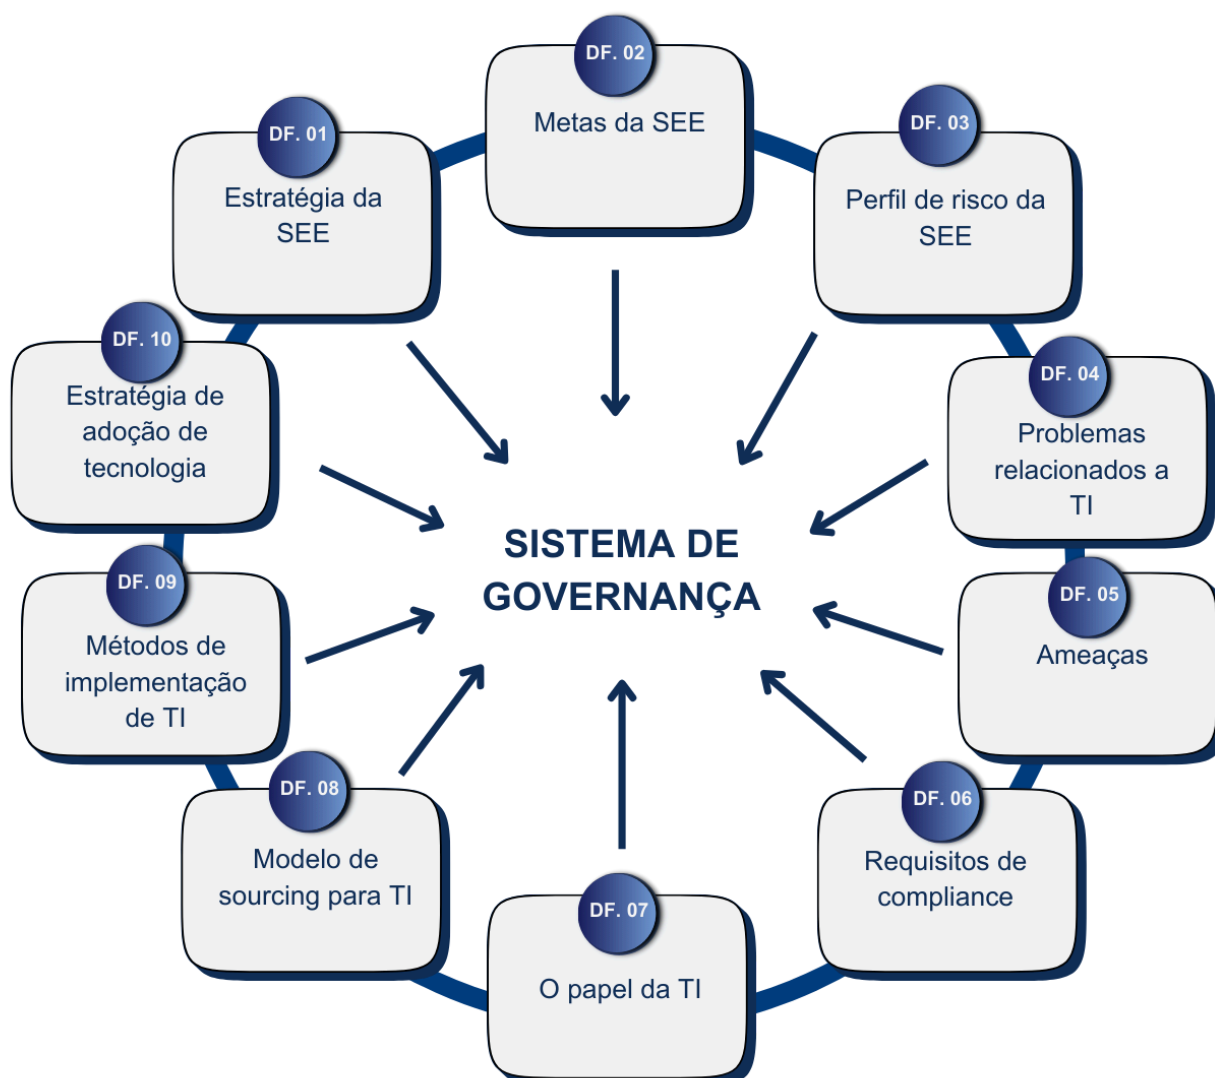 DF. 01
Estratégia da
SEE
DF. 02
Metas da SEE
DF. 03
Perfil de risco da
SEE
DF. 04
Problemas
relacionados a
TI
DF. 05
Ameaças
DF. 06
Requisitos de
compliance
DF. 07
O papel da TI
DF. 08
Modelo de
sourcing para TI
DF. 09
Métodos de
implementação
de TI
DF. 10
Estratégia de
adoção de
tecnologia
SISTEMA DE
GOVERNANÇA